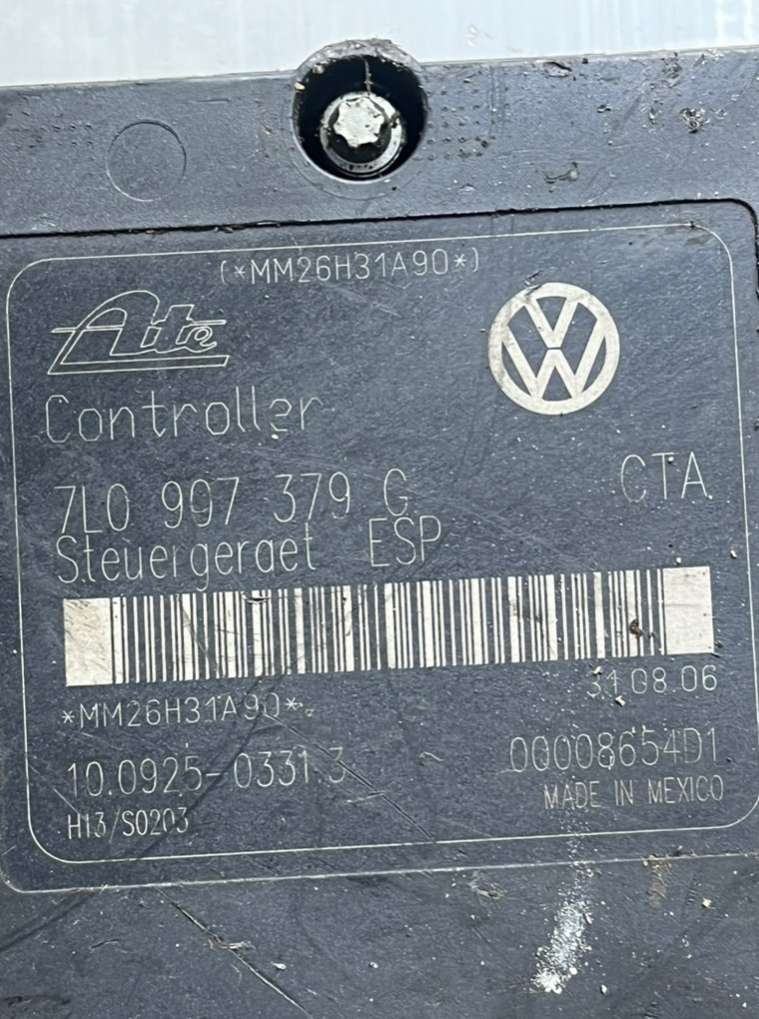 (*MM26H31A90*)
Ate
Controller
7L0 907 379 G
CTA
Steuergeraet ESP
31.08.06
*MM26H31A90*
10.0925-0331.3
00008654D1
H13/S0203
MADE IN MEXICO